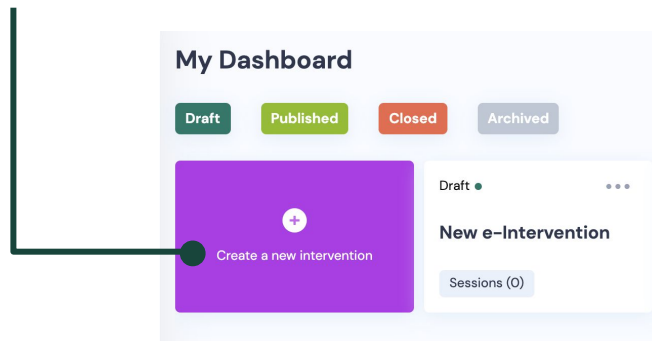 My Dashboard
Draft Published Closed Archived
Create a new intervention
Draft
New e-Intervention
Sessions (0)